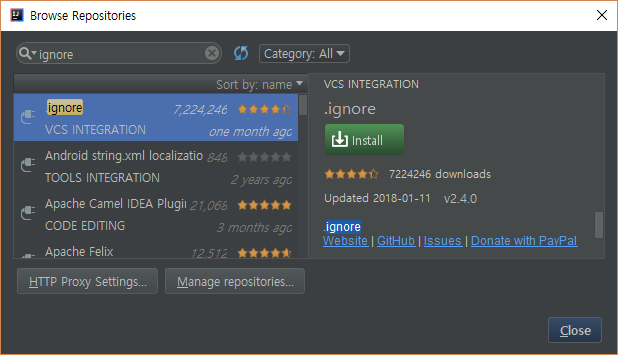 Browse Repositories
ignore
Category: All
Sort by: name
.ignore
7,224,246
VCS INTEGRATION
one month ago
Android string.xml localizatio
848
TOOLS INTEGRATION
2 years ago
Apache Camel IDEA Plugin
21,068
CODE EDITING
3 months ago
Apache Felix
12,512
VCS INTEGRATION
.ignore
Install
7224246 downloads
Updated 2018-01-11 v2.4.0
.ignore
Website | GitHub | Issues | Donate with PayPal
HTTP Proxy Settings...
Manage repositories...
Close